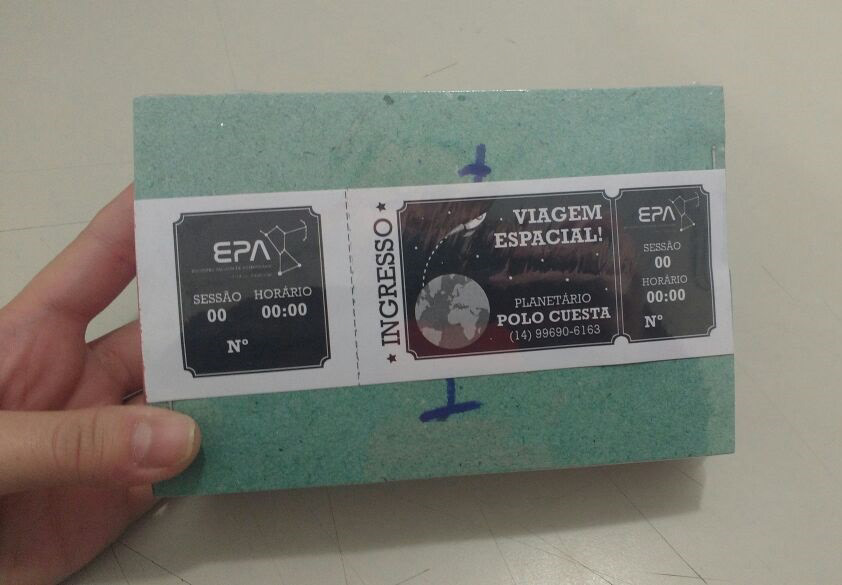 EPA
SESSÃO HORÁRIO
00 00:00
Nº
INGRESSO
VIAGEM
ESPACIAL!
PLANETÁRIO
POLO CUESTA
(14) 99690-6163
EPA
SESSÃO
00
HORÁRIO
00:00
Nº